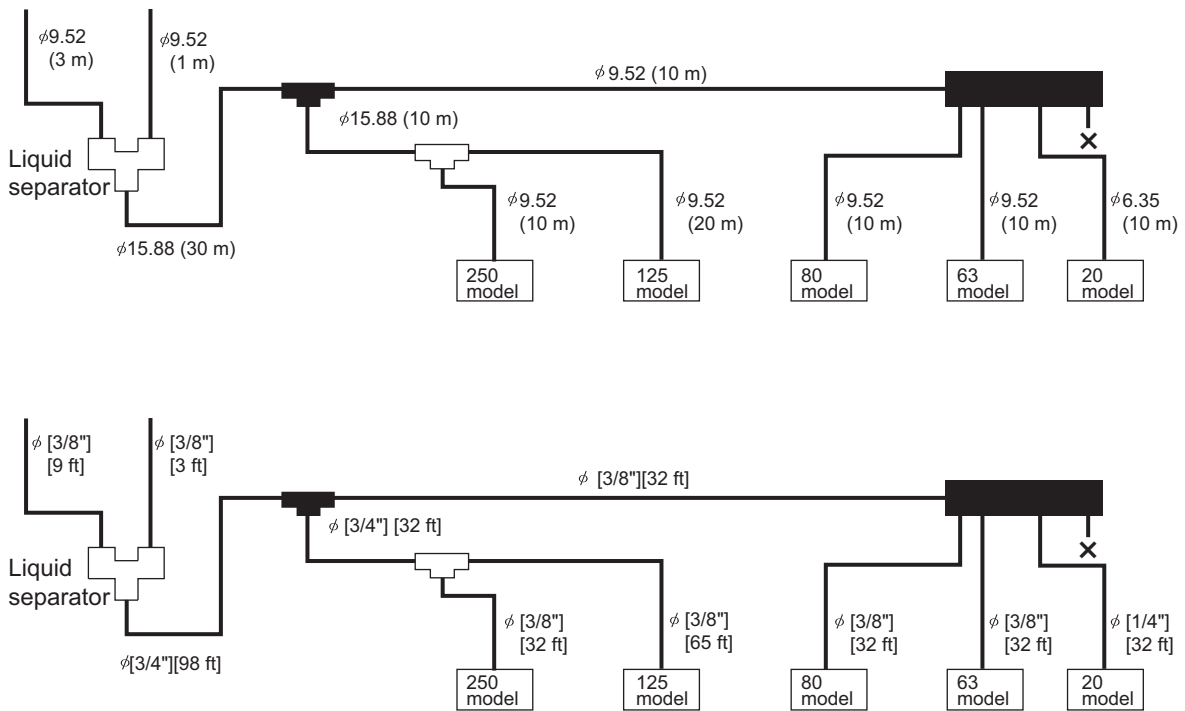 φ9.52
(3 m)
φ9.52
(1 m)
φ9.52 (10 m)
φ15.88 (10 m)
Liquid
separator
φ15.88 (30 m)
φ9.52
(10 m)
φ9.52
(20 m)
φ9.52
(10 m)
φ9.52
(10 m)
φ6.35
(10 m)
250
model
125
model
80
model
63
model
20
model
φ [3/8"]
[9 ft]
φ [3/8"]
[3 ft]
φ [3/8"][32 ft]
φ [3/4"] [32 ft]
Liquid
separator
φ[3/4"][98 ft]
φ [3/8"]
[32 ft]
φ [3/8"]
[65 ft]
φ [3/8"]
[32 ft]
φ [3/8"]
[32 ft]
φ [1/4"]
[32 ft]
250
model
125
model
80
model
63
model
20
model